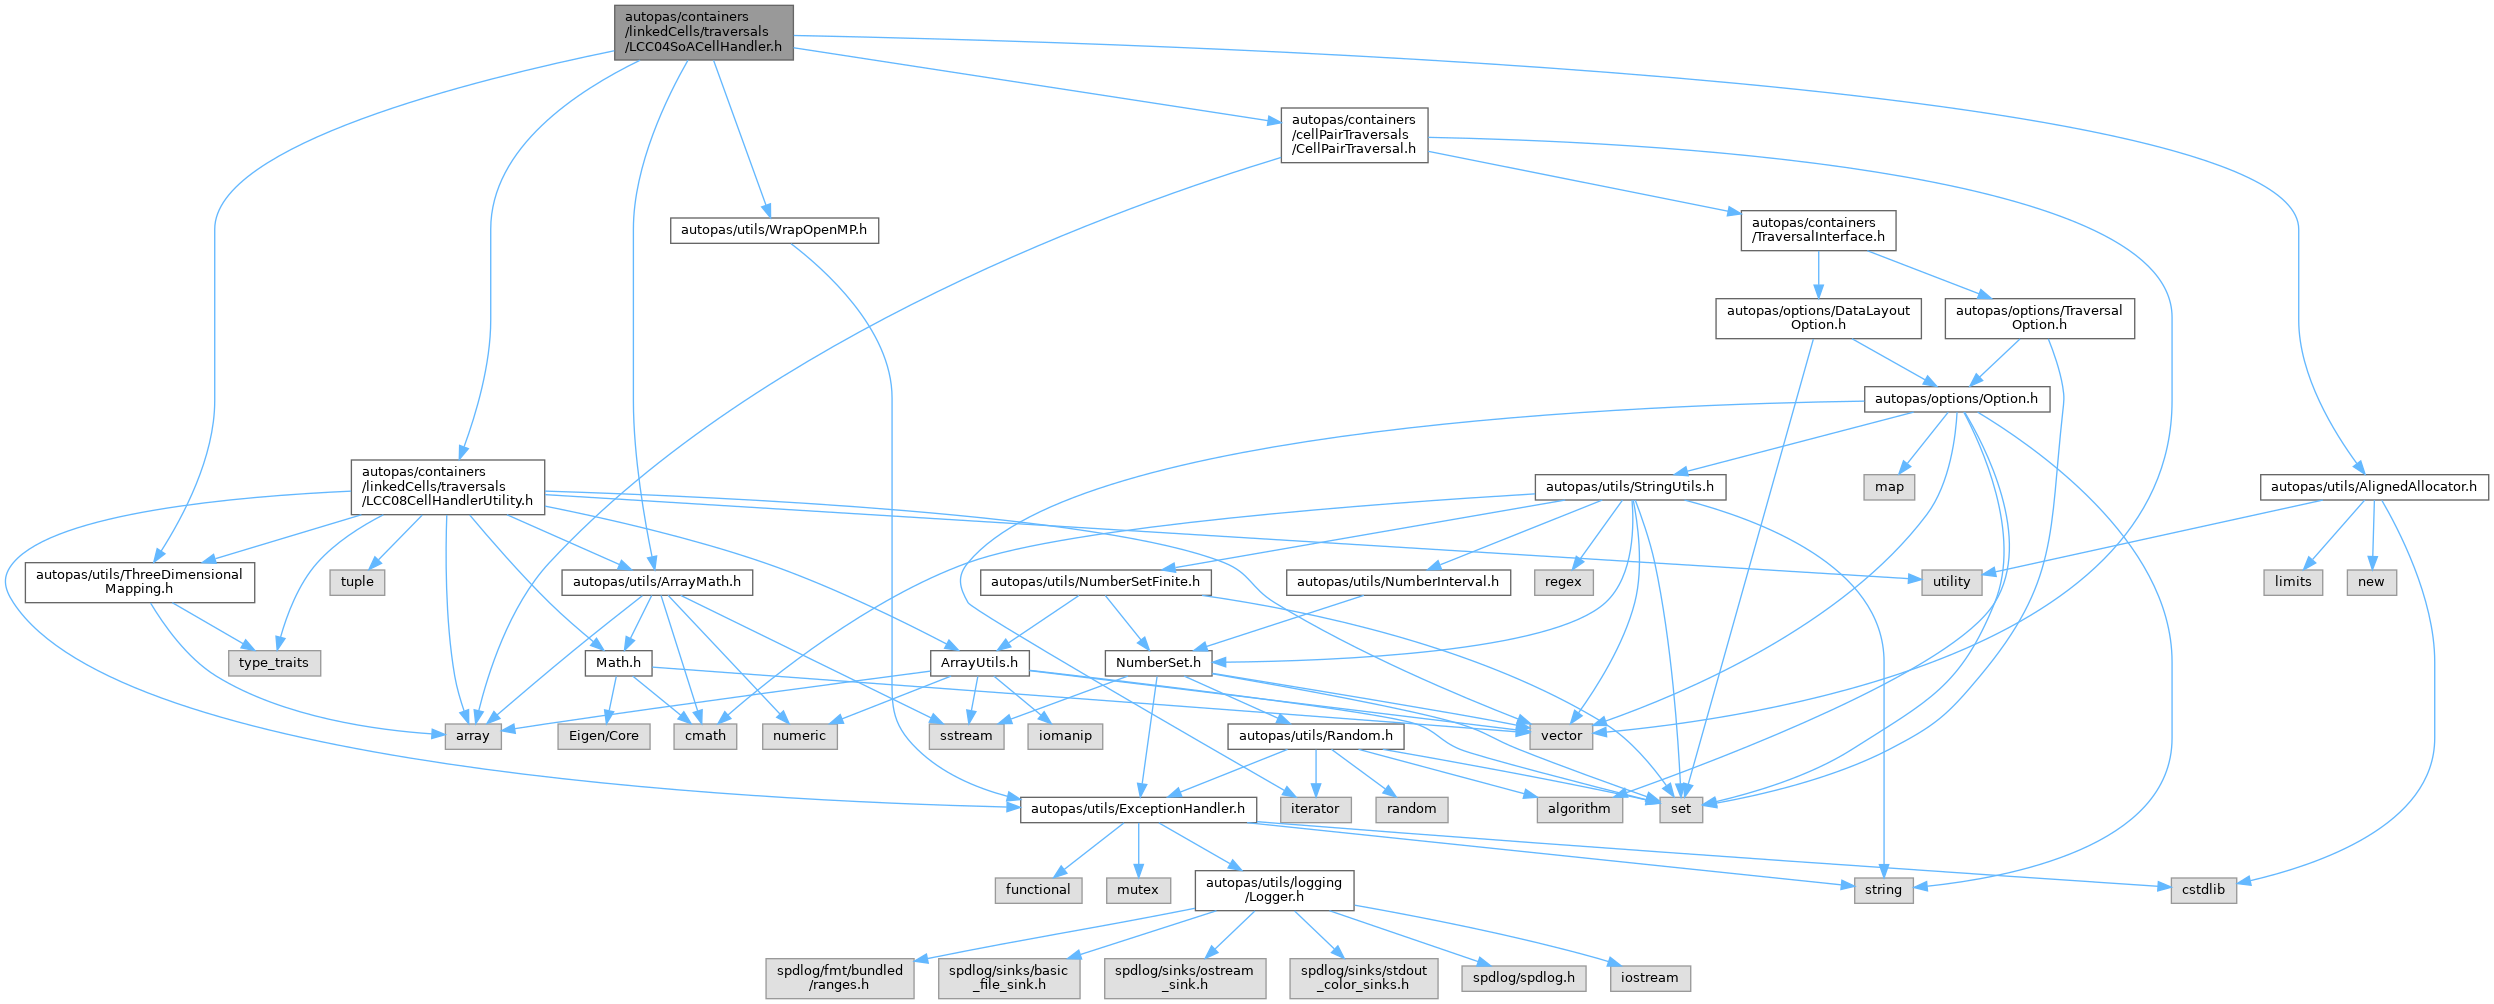 autopas/containers
/linkedCells/traversals
/LCC04SoACellHandler.h
autopas/containers
/cellPairTraversals
/CellPairTraversal.h
autopas/utils/WrapOpenMP.h
autopas/containers
/TraversalInterface.h
autopas/options/DataLayout
Option.h
autopas/options/Traversal
Option.h
autopas/options/Option.h
autopas/containers
/linkedCells/traversals
/LCC08CellHandlerUtility.h
autopas/utils/StringUtils.h
map
autopas/utils/AlignedAllocator.h
autopas/utils/ThreeDimensional
Mapping.h
tuple
autopas/utils/ArrayMath.h
autopas/utils/NumberSetFinite.h
autopas/utils/NumberInterval.h
regex
utility
limits
new
type_traits
Math.h
ArrayUtils.h
NumberSet.h
array
Eigen/Core
cmath
numeric
sstream
iomanip
autopas/utils/Random.h
vector
autopas/utils/ExceptionHandler.h
iterator
random
algorithm
set
functional
mutex
autopas/utils/logging
/Logger.h
string
cstdlib
spdlog/fmt/bundled
/ranges.h
spdlog/sinks/basic
_file_sink.h
spdlog/sinks/ostream
_sink.h
spdlog/sinks/stdout
_color_sinks.h
spdlog/spdlog.h
iostream